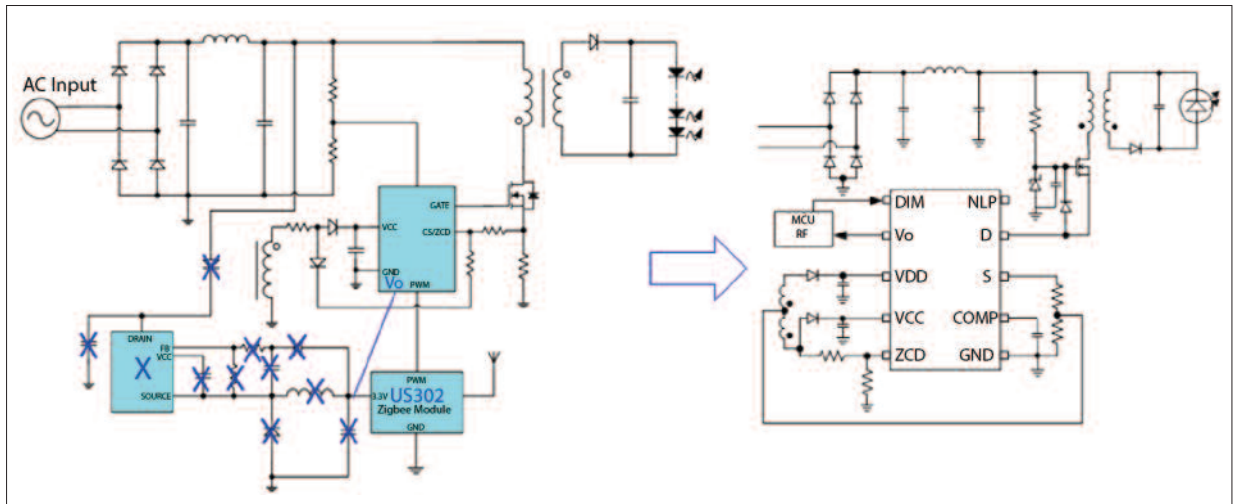 AC Input
GATE
VCC
CS/ZCD
GND
Vo
PWM
DRAIN
FB
VCC
X
SOURCE
PWM
3.3V
US302
Zigbee Module
GND
MCU
RF
DIM
NLP
Vo
D
VDD
S
VCC
COMP
ZCD
GND